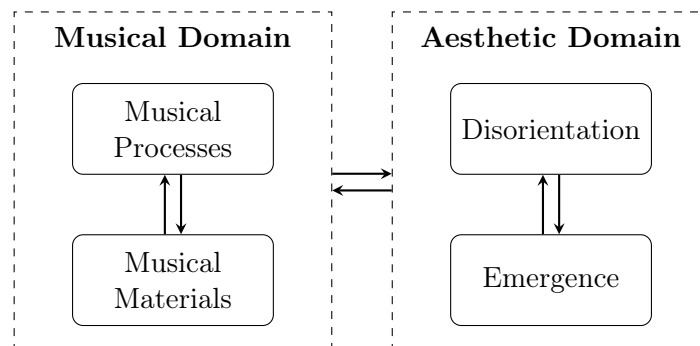 Musical Domain
Musical
Processes
Musical
Materials
Aesthetic Domain
Disorientation
Emergence